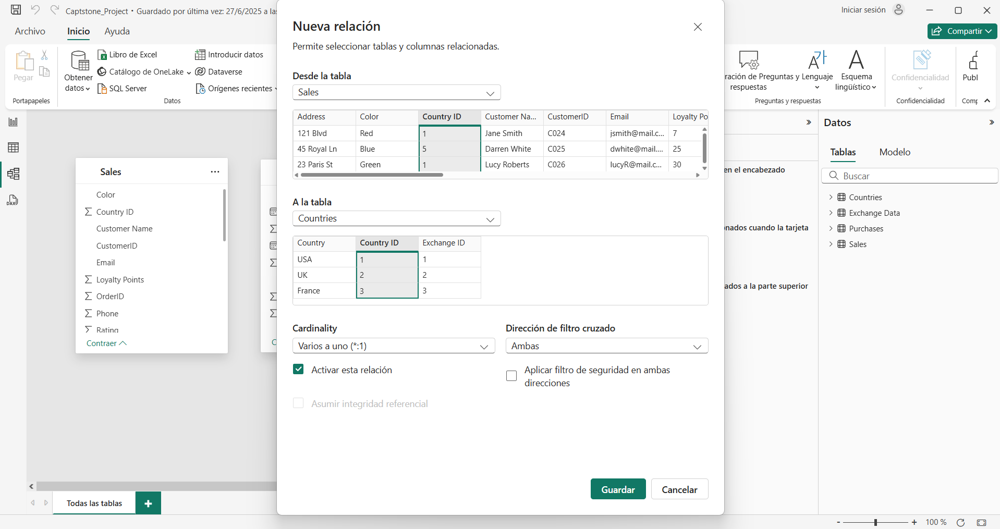 Captstone_Project • Guardado por última vez: 27/6/2025 a las
Iniciar sesión
Archivo
Inicio
Ayuda
Compartir
Pegar
Portapapeles
Obtener
datos
Libro de Excel
Catálogo de OneLake
SQL Server
Introducir datos
Dataverse
Orígenes recientes
Datos
ración de Preguntas y
respuestas
Lenguaje
Esquema
lingüístico
Preguntas y respuestas
Confidencialidad
Confidencialidad
Publ
Comp
DAX
Sales
Color
Country ID
Customer Name
CustomerID
Email
Loyalty Points
OrderID
Phone
Rating
Contraer
C
Nueva relación
Permite seleccionar tablas y columnas relacionadas.
Desde la tabla
Sales
Address Color Country ID Customer Na... CustomerID Email Loyalty Po
121 Blvd Red 1 Jane Smith C024 jsmith@mail.c... 7
45 Royal Ln Blue 5 Darren White C025 dwhite@mail.... 25
23 Paris St Green 1 Lucy Roberts C026 lucyR@mail.c... 30
A la tabla
Countries
Country Country ID Exchange ID
USA 1 1
UK 2 2
France 3 3
Cardinality
Varios a uno (*:1)
Dirección de filtro cruzado
Ambas
Activar esta relación
Aplicar filtro de seguridad en ambas
direcciones
Asumir integridad referencial
Guardar
Cancelar
en el encabezado
onados cuando la tarjeta
ados a la parte superior
Datos
Tablas
Modelo
Buscar
Countries
Exchange Data
Purchases
Sales
Todas las tablas
+
- + 100 %